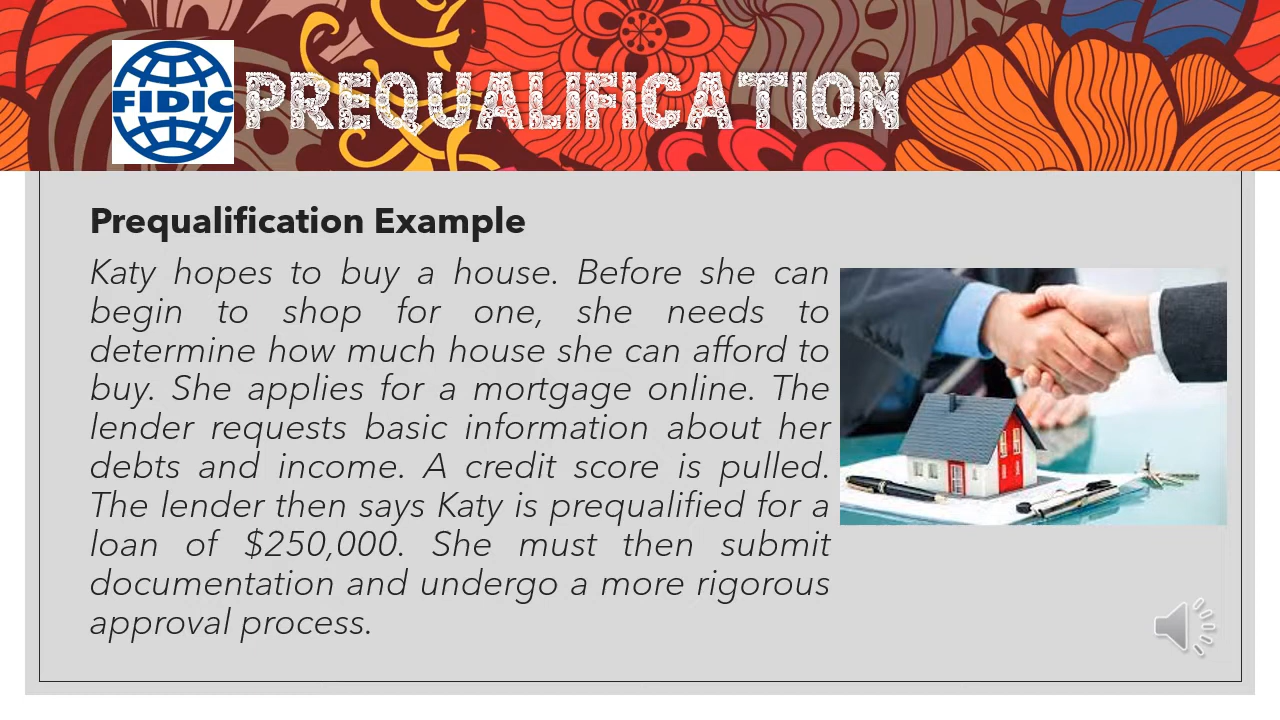 FIDIC
PREQUALIFICATION
Prequalification Example
Katy hopes to buy a house. Before she can
begin to shop for one, she needs to
determine how much house she can afford to
buy. She applies for a mortgage online. The
lender requests basic information about her
debts and income. A credit score is pulled.
The lender then says Katy is prequalified for a
loan of $250,000. She must then submit
documentation and undergo a more rigorous
approval process.